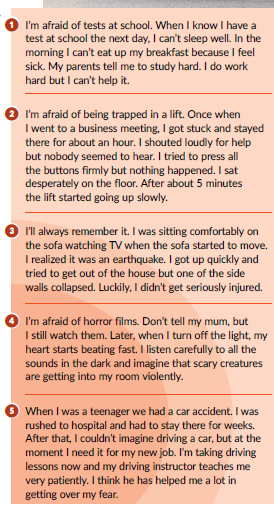 1 I'm afraid of tests at school. When I know I have a
test at school the next day, I can't sleep well. In the
morning I can't eat up my breakfast because I feel
sick. My parents tell me to study hard. I do work
hard but I can't help it.
2 I'm afraid of being trapped in a lift. Once when
I went to a business meeting, I got stuck and stayed
there for about an hour. I shouted loudly for help
but nobody seemed to hear. I tried to press all
the buttons firmly but nothing happened. I sat
desperately on the floor. After about 5 minutes
the lift started going up slowly.
3 I'll always remember it. I was sitting comfortably on
the sofa watching TV when the sofa started to move.
I realized it was an earthquake. I got up quickly and
tried to get out of the house but one of the side
walls collapsed. Luckily, I didn't get seriously injured.
4 I'm afraid of horror films. Don't tell my mum, but
I still watch them. Later, when I turn off the light, my
heart starts beating fast. I listen carefully to all the
sounds in the dark and imagine that scary creatures
are getting into my room violently.
5 When I was a teenager we had a car accident. I was
rushed to hospital and had to stay there for weeks.
After that, I couldn't imagine driving a car, but at the
moment I need it for my new job. I'm taking driving
lessons now and my driving instructor teaches me
very patiently. I think he has helped me a lot in
getting over my fear.